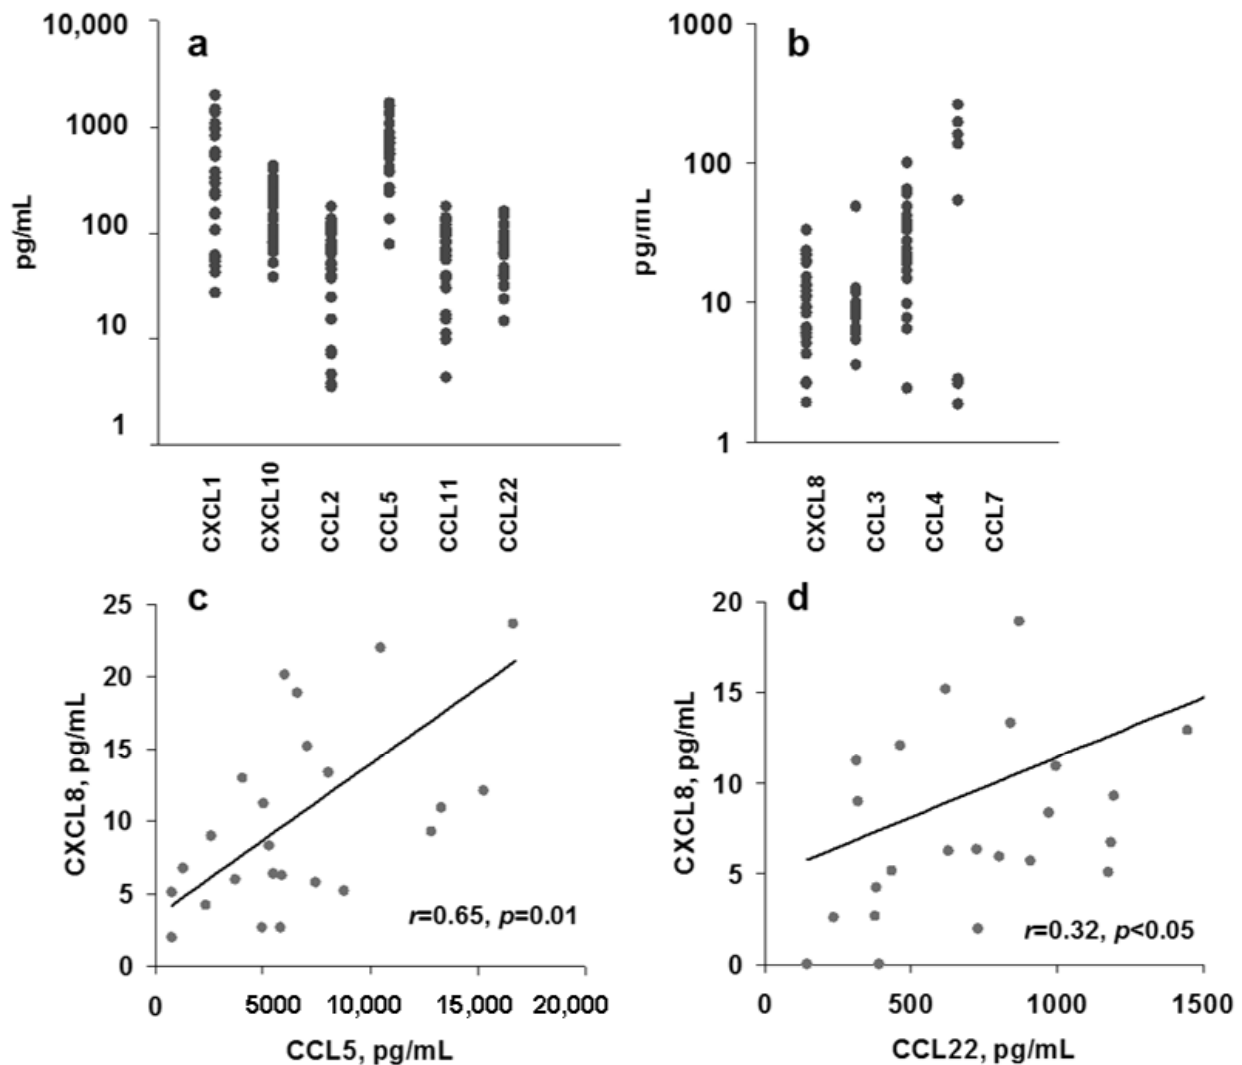 a
10,000
1000
100
10
1
pg/mL
CXCL1
CXCL10
CCL2
CCL5
CCL11
CCL22
b
1000
100
10
1
pg/mL
CXCL8
CCL3
CCL4
CCL7
c
25
20
15
10
5
0
CXCL8, pg/mL
r=0.65, p=0.01
0
5000
10,000
15,000
20,000
CCL5, pg/mL
d
20
15
10
5
0
CXCL8, pg/mL
r=0.32, p<0.05
0
500
1000
1500
CCL22, pg/mL